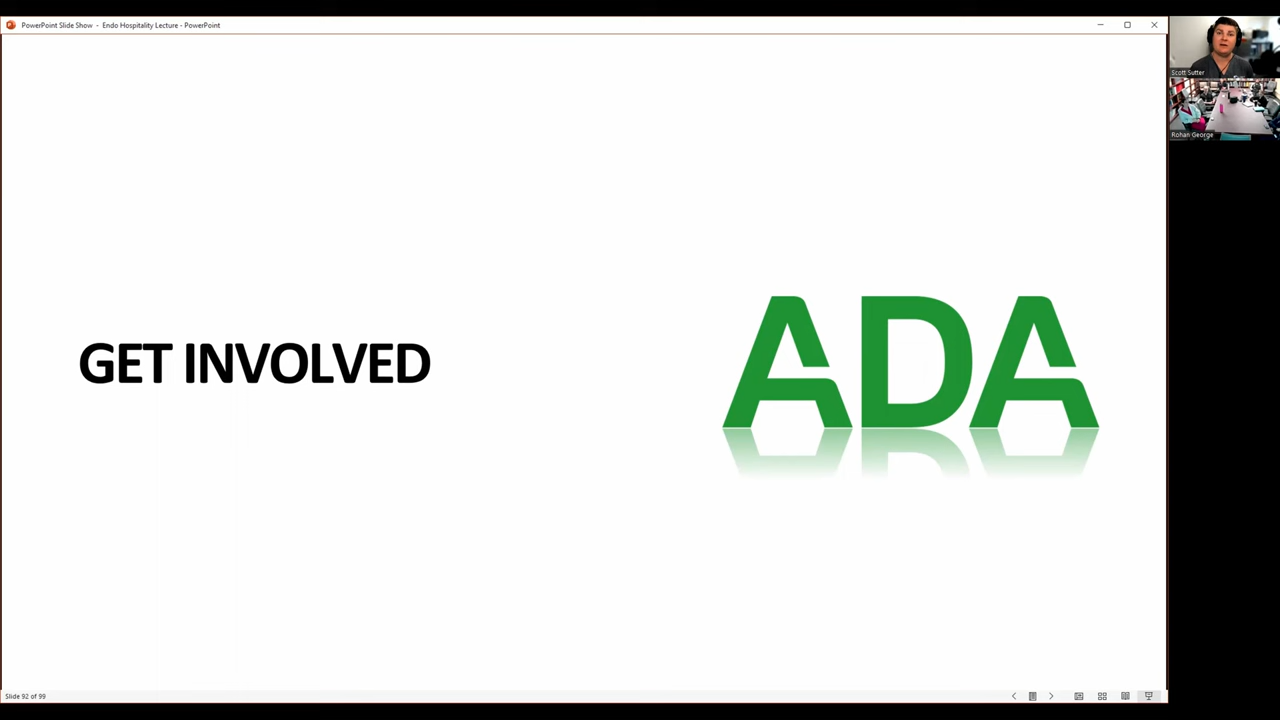 PowerPoint Slide Show - Endo Hospitality Lecture - PowerPoint
Scott Sutter
Rohan George
GET INVOLVED
ADA
Slide 92 of 99